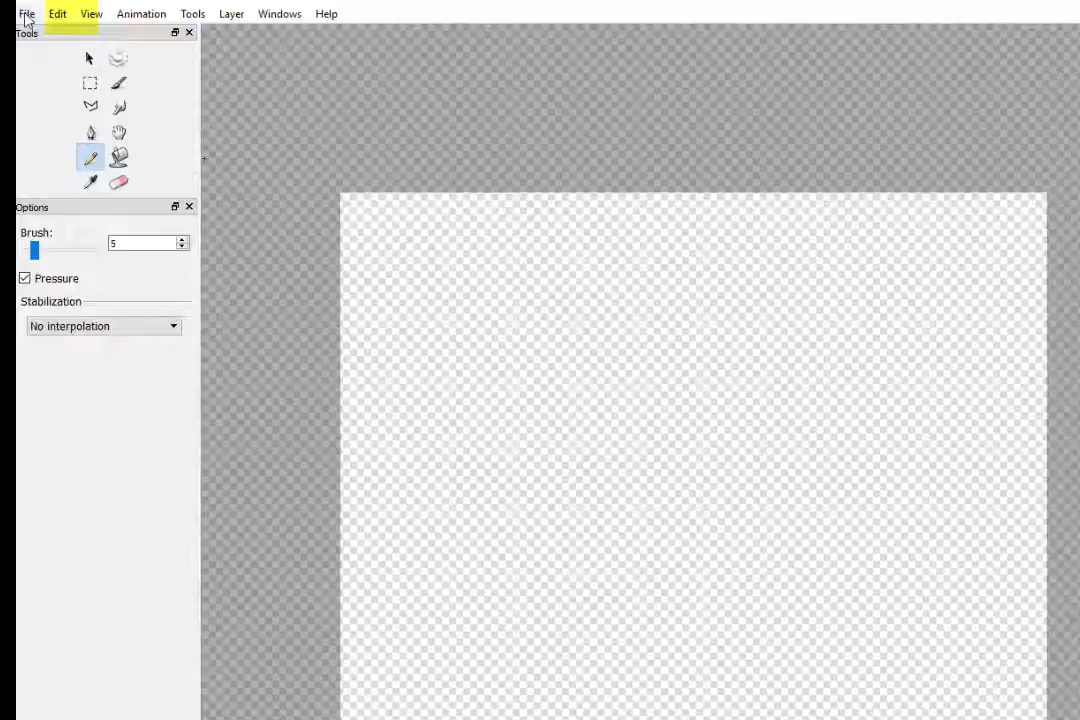 File Edit View Animation Tools Layer Windows Help
Tools
Options
Brush:
5
Pressure
Stabilization
No interpolation